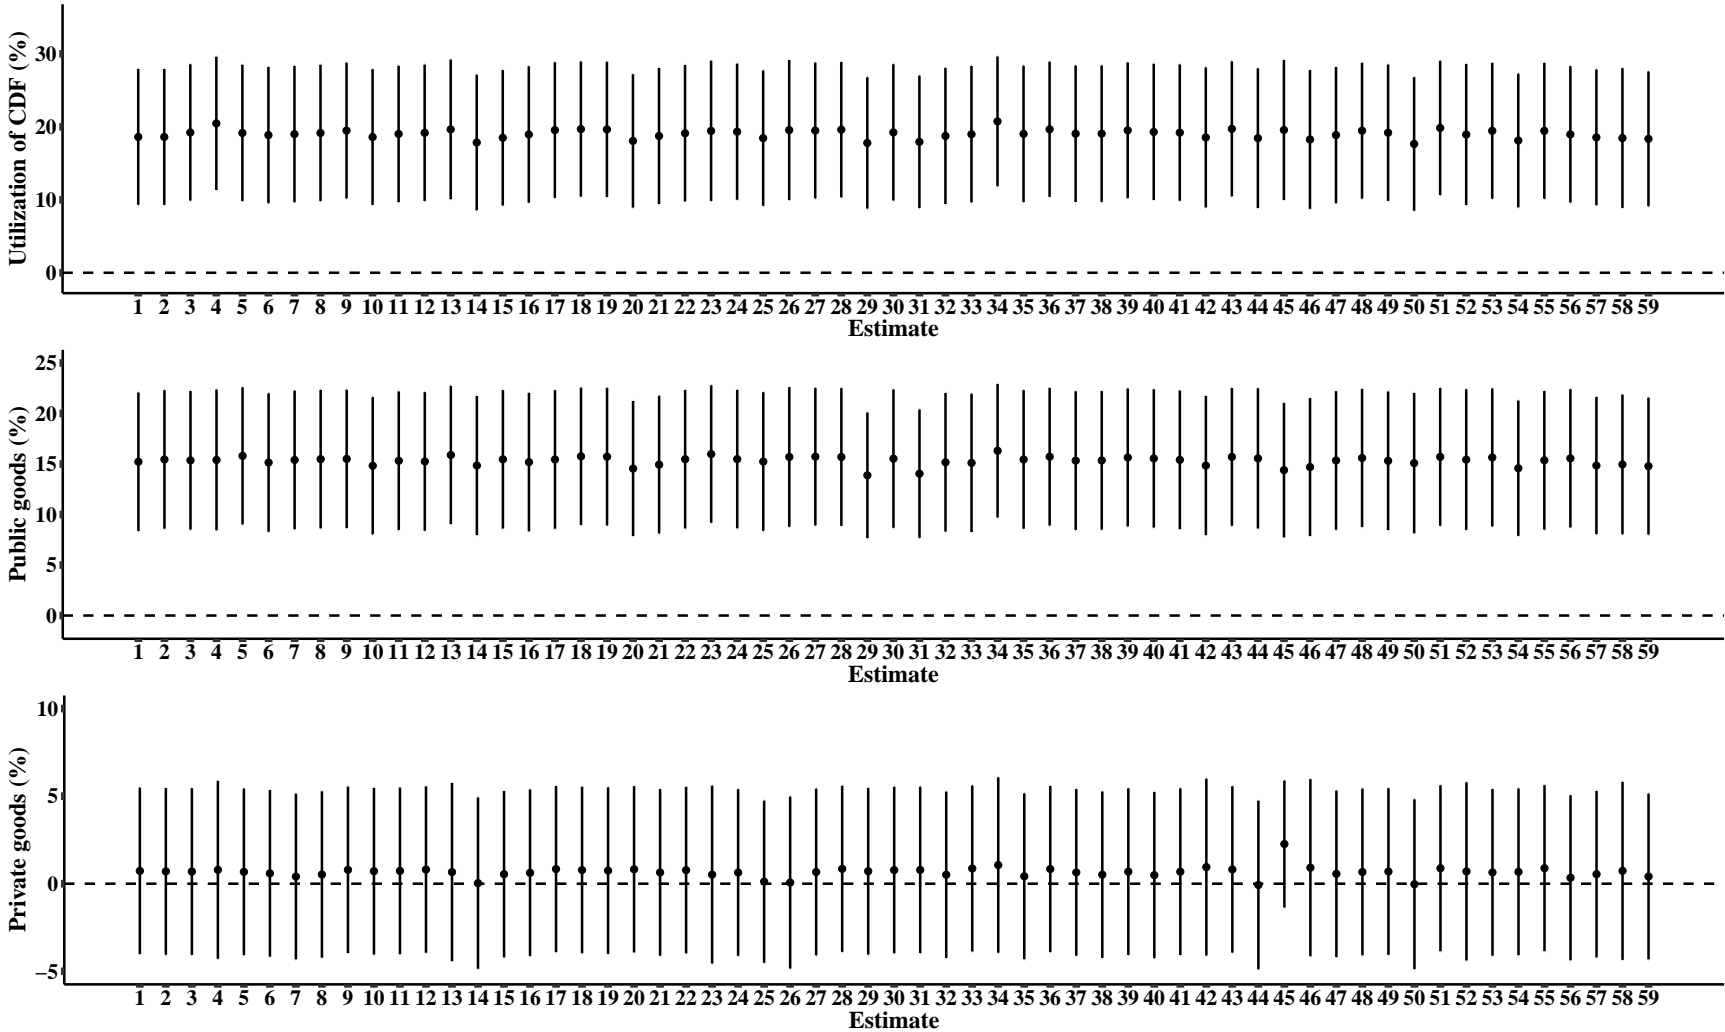 Utilization of CDF (%)
30
20
10
0
1 2 3 4 5 6 7 8 9 10 11 12 13 14 15 16 17 18 19 20 21 22 23 24 25 26 27 28 29 30 31 32 33 34 35 36 37 38 39 40 41 42 43 44 45 46 47 48 49 50 51 52 53 54 55 56 57 58 59
Estimate
Public goods (%)
25
20
15
10
5
0
1 2 3 4 5 6 7 8 9 10 11 12 13 14 15 16 17 18 19 20 21 22 23 24 25 26 27 28 29 30 31 32 33 34 35 36 37 38 39 40 41 42 43 44 45 46 47 48 49 50 51 52 53 54 55 56 57 58 59
Estimate
Private goods (%)
10
5
0
−5
1 2 3 4 5 6 7 8 9 10 11 12 13 14 15 16 17 18 19 20 21 22 23 24 25 26 27 28 29 30 31 32 33 34 35 36 37 38 39 40 41 42 43 44 45 46 47 48 49 50 51 52 53 54 55 56 57 58 59
Estimate